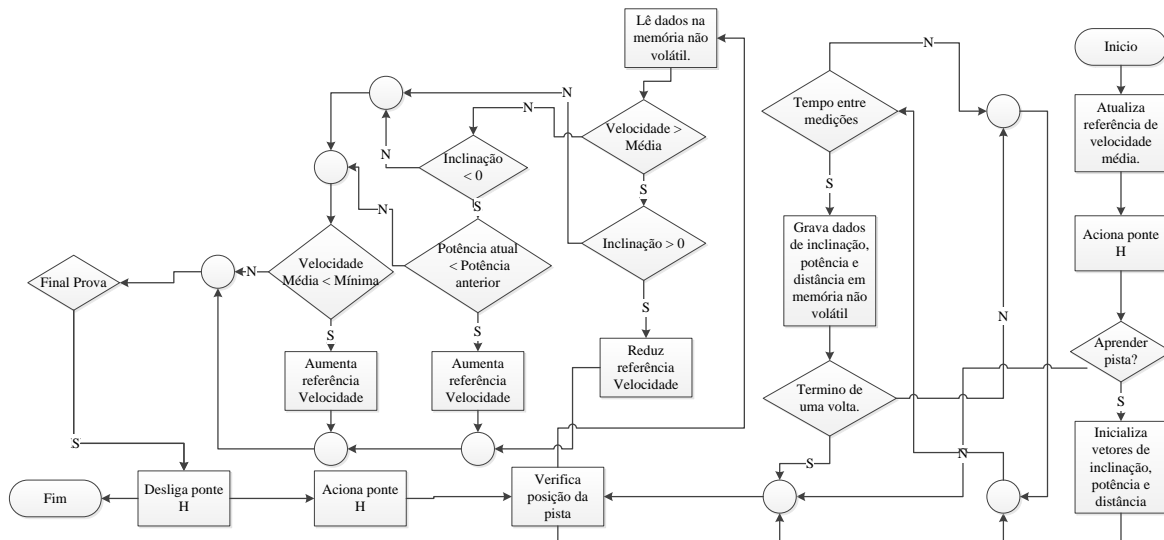 Lê dados na
memória não
volátil.
Velocidade >
Média
N
S
Inclinação > 0
N
S
Reduz
referência
Velocidade
Inclinação
< 0
N
S
Potência atual
< Potência
anterior
N
S
Aumenta
referência
Velocidade
Velocidade
Média < Mínima
N
S
Aumenta
referência
Velocidade
Final Prova
S
Desliga ponte
H
Fim
Aciona ponte
H
Verifica
posição da
pista
Tempo entre
medições
N
S
Grava dados
de inclinação,
potência e
distância em
memória não
volátil
Termino de
uma volta.
N
S
N
Inicio
Atualiza
referência de
velocidade
média.
Aciona ponte
H
Aprender
pista?
N
S
Inicializa
vetores de
inclinação,
potência e
distância